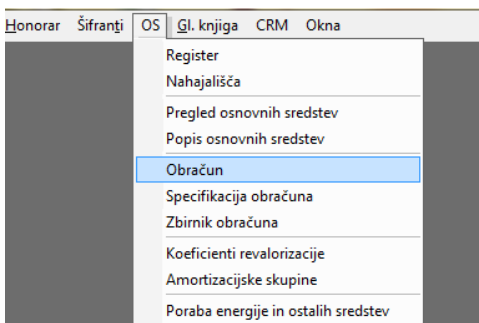 Honorar Šifranti OS Gl. knjiga CRM Okna
Register
Nahajališča
Pregled osnovnih sredstev
Popis osnovnih sredstev
Obračun
Specifikacija obračuna
Zbirnik obračuna
Koeficienti revalorizacije
Amortizacijske skupine
Poraba energije in ostalih sredstev